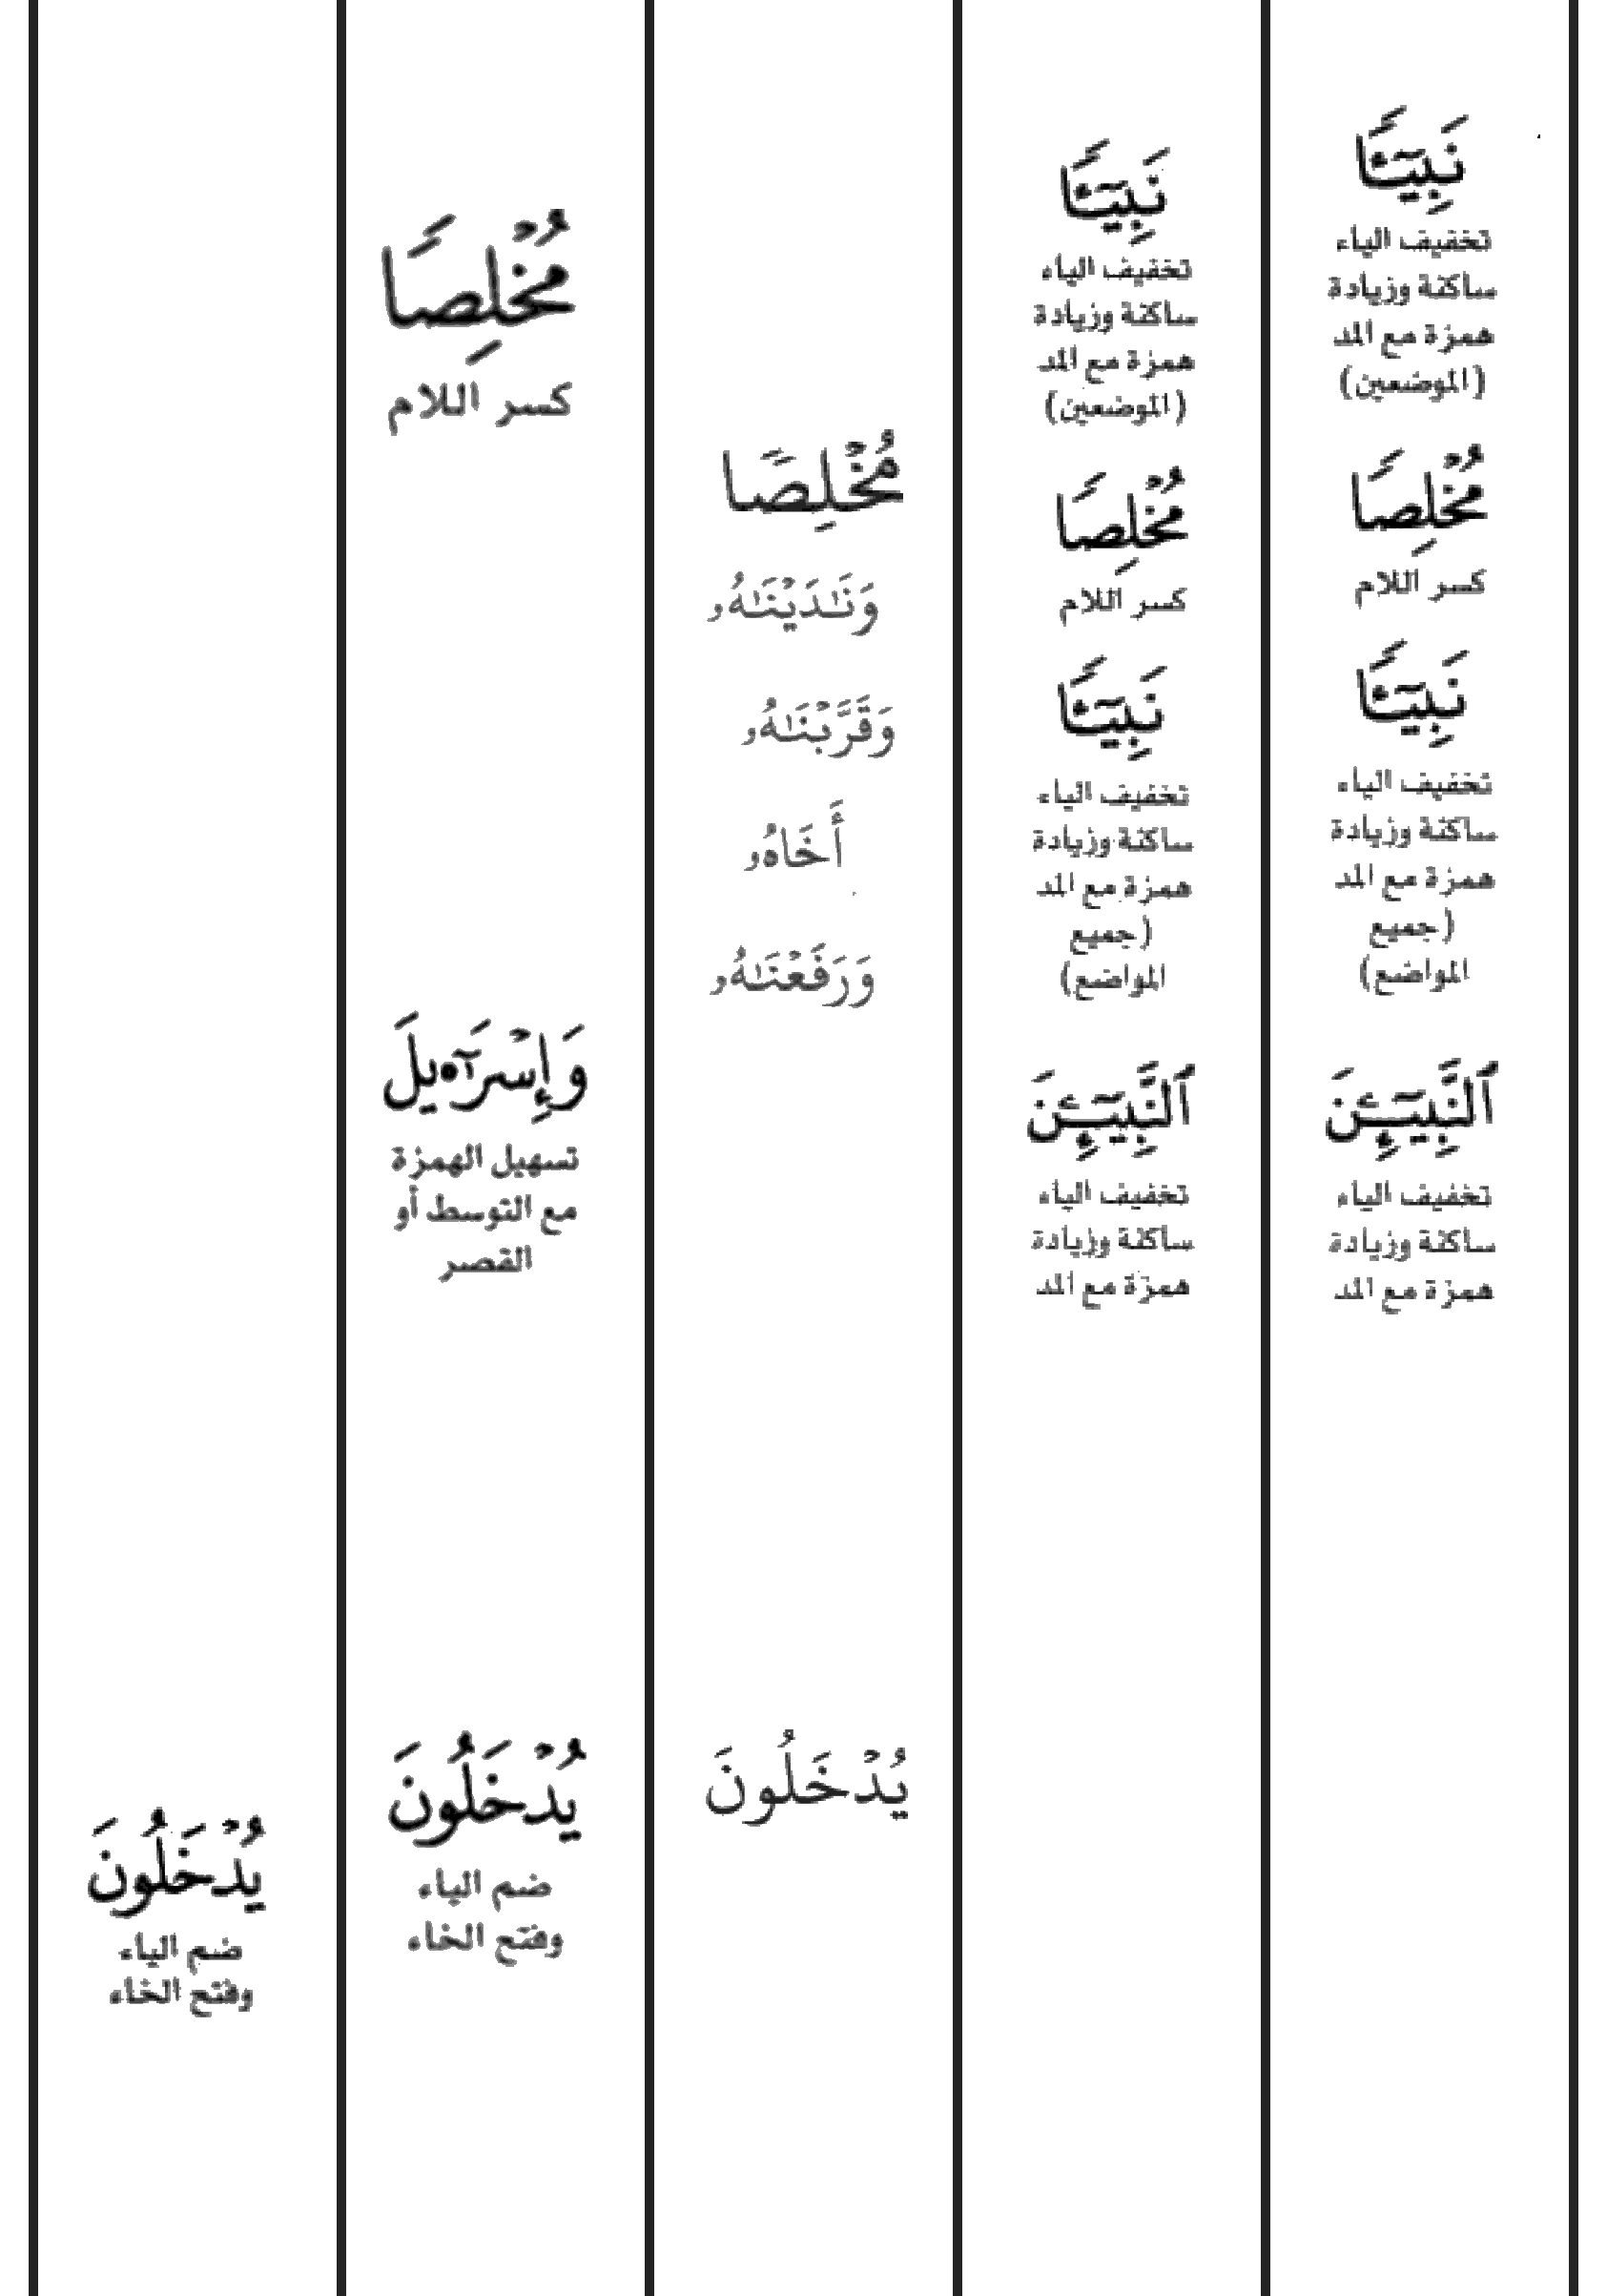 نَبِيٓـًٔا
تخفيف الياء
ساكنة وزيادة
همزة مع المد
(الموضعين)
مُخْلِصًا
كسر اللام
نَبِيٓـًٔا
تخفيف الياء
ساكنة وزيادة
همزة مع المد
(جميع
المواضع)
ٱلنَّبِيٓـِٔنَ
تخفيف الياء
ساكنة وزيادة
همزة مع المد
نَبِيٓـًٔا
تخفيف الياء
ساكنة وزيادة
همزة مع المد
(الموضعين)
مُخْلِصًا
كسر اللام
نَبِيٓـًٔا
تخفيف الياء
ساكنة وزيادة
همزة مع المد
(جميع
المواضع)
ٱلنَّبِيٓـِٔنَ
تخفيف الياء
ساكنة وزيادة
همزة مع المد
مُخْلِصًا
وَنَٰدَيْنَٰهُۥ
وَقَرَّبْنَٰهُۥ
أَخَاهُۥ
وَرَفَعْنَٰهُۥ
يُدْخَلُونَ
مُخْلِصًا
كسر اللام
وَإِسْرَآ•يلَ
تسهيل الهمزة
مع التوسط أو
القصر
يُدْخَلُونَ
ضم الياء
وفتح الخاء
يُدْخَلُونَ
ضم الياء
وفتح الخاء